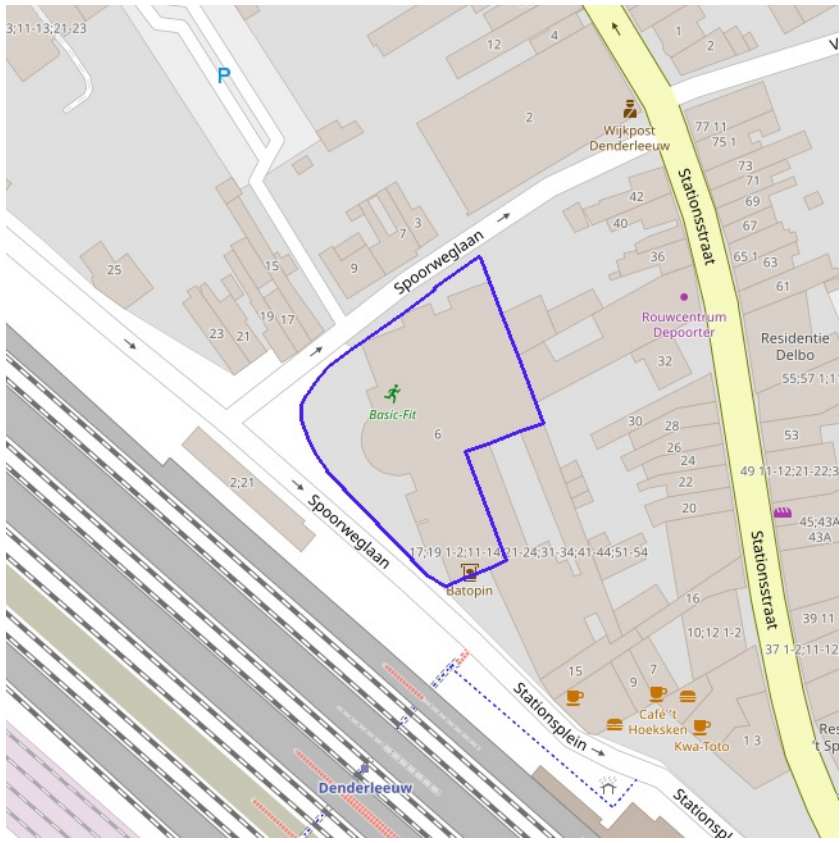 3;11-13;21-23
P
12
4
1
2
V
2
Wijkpost
Denderleeuw
77 11
75 1
73
71
69
67
65 1
63
61
42
40
36
Stationsstraat
3
7
9
Spoorweglaan
25
15
19
17
23
21
Rouwcentrum
Depoorter
Residentie
Delbo
32
55;57 1;11
Basic-Fit
6
30
28
26
24
22
20
53
49 11-12;21-22;3
45;43A
43A
2;21
Spoorweglaan
17;19 1-2;11-14;21-24;31-34;41-44;51-54
Batopin
Stationsstraat
16
10;12 1-2
39 11
37 1-2;11-12
15
9
7
Café 't
Hoeksken
Kwa-Toto
1 3
Res
't Sp
Stationsplein
Denderleeuw
Stationspl